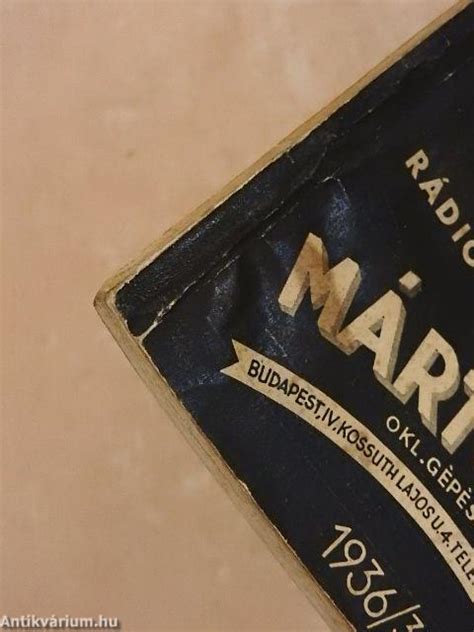 RÁDIÓ
MÁRT
BUDAPEST, IV. KOSSUTH LAJOS U. 4. TELE
OKL. GÉPÉS
1936/3
Antikvárium.hu